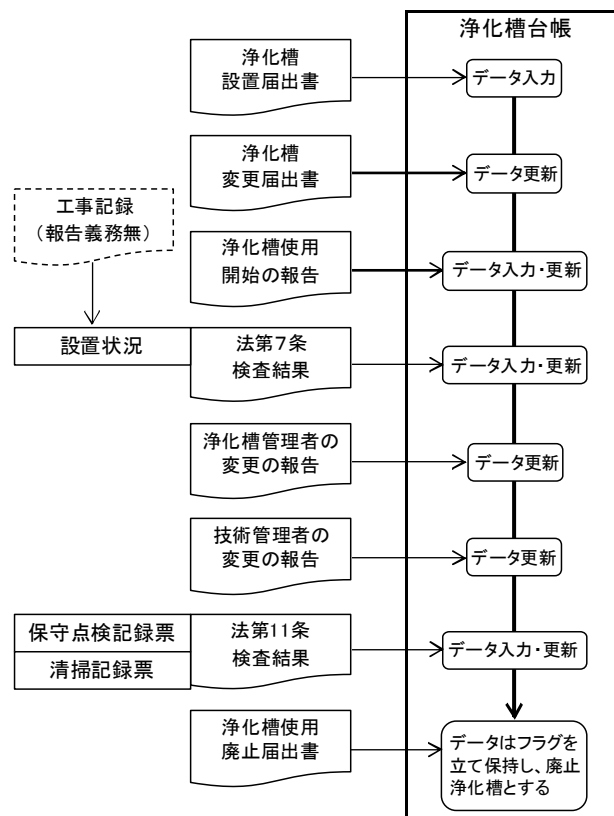 浄化槽台帳
浄化槽
設置届出書
データ入力
浄化槽
変更届出書
データ更新
工事記録
（報告義務無）
浄化槽使用
開始の報告
データ入力・更新
設置状況
法第7条
検査結果
データ入力・更新
浄化槽管理者の
変更の報告
データ更新
技術管理者の
変更の報告
データ更新
保守点検記録票
清掃記録票
法第11条
検査結果
データ入力・更新
浄化槽使用
廃止届出書
データはフラグを
立て保持し、廃止
浄化槽とする